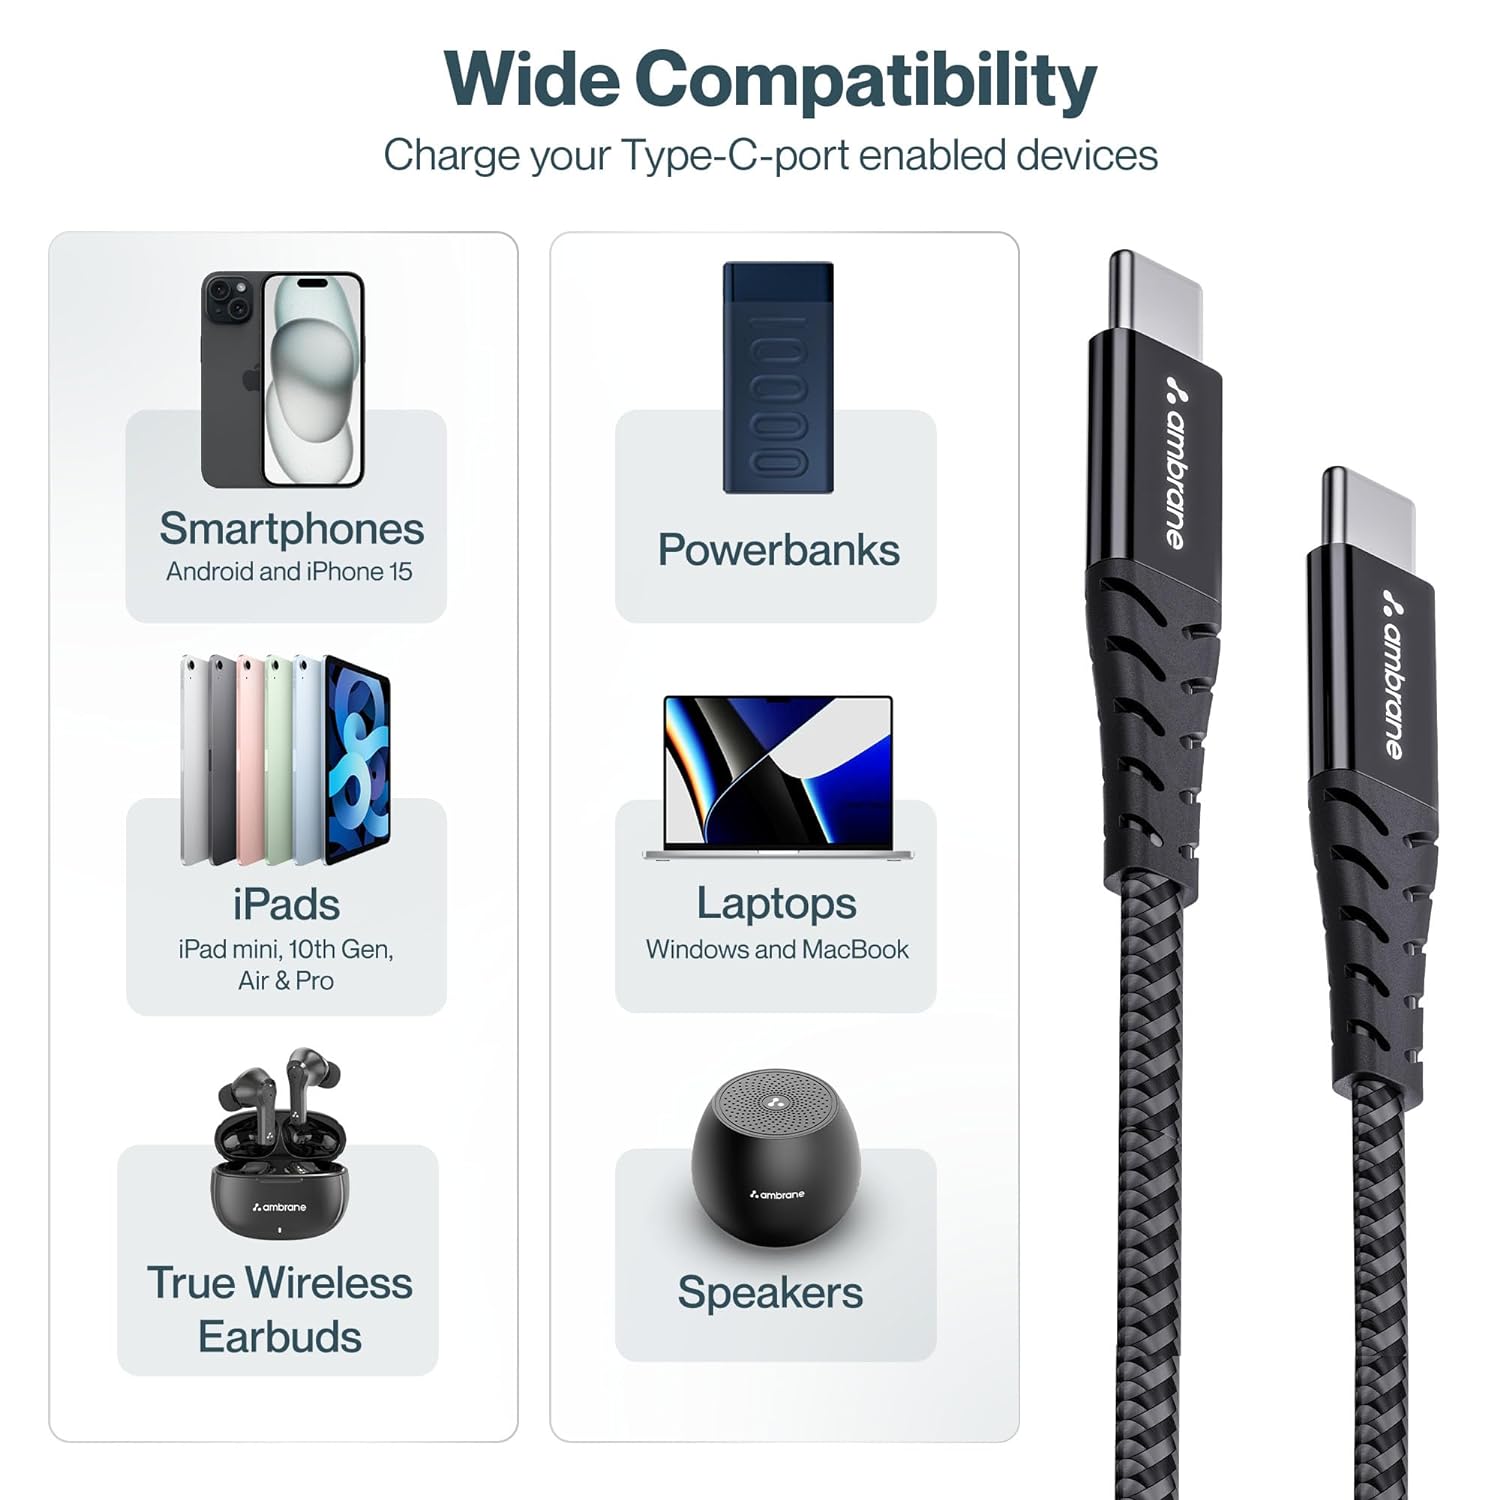 Wide Compatibility
Charge your Type-C-port enabled devices
Smartphones
Android and iPhone 15
iPads
iPad mini, 10th Gen,
Air & Pro
ambrane
True Wireless
Earbuds
10000
Powerbanks
Laptops
Windows and MacBook
ambrane
Speakers
ambrane
ambrane